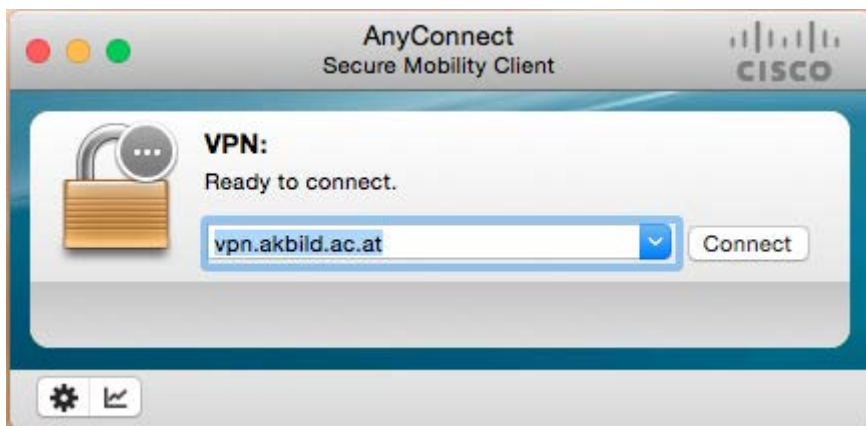 AnyConnect
Secure Mobility Client
CISCO
VPN:
Ready to connect.
vpn.akbild.ac.at
Connect